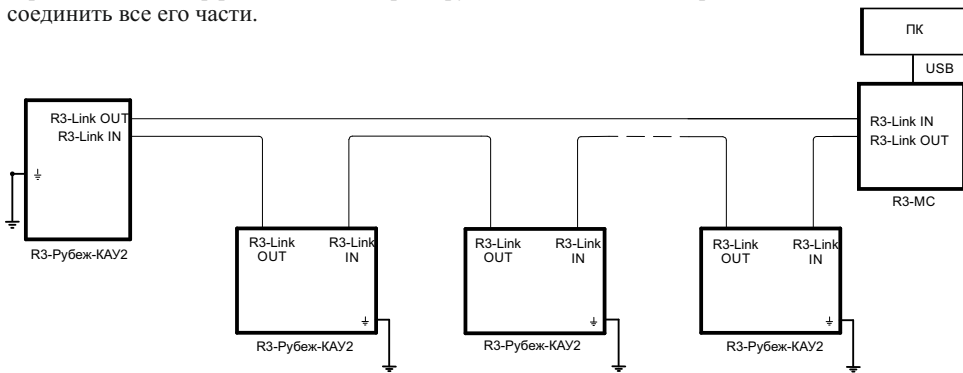 соединить все его части.
ПК
USB
R3-Link OUT
R3-Link IN
R3-Link IN
R3-Link OUT
R3-МС
R3-Рубеж-КАУ2
R3-Link OUT
R3-Link IN
R3-Link OUT
R3-Link IN
R3-Link OUT
R3-Link IN
R3-Рубеж-КАУ2
R3-Рубеж-КАУ2
R3-Рубеж-КАУ2